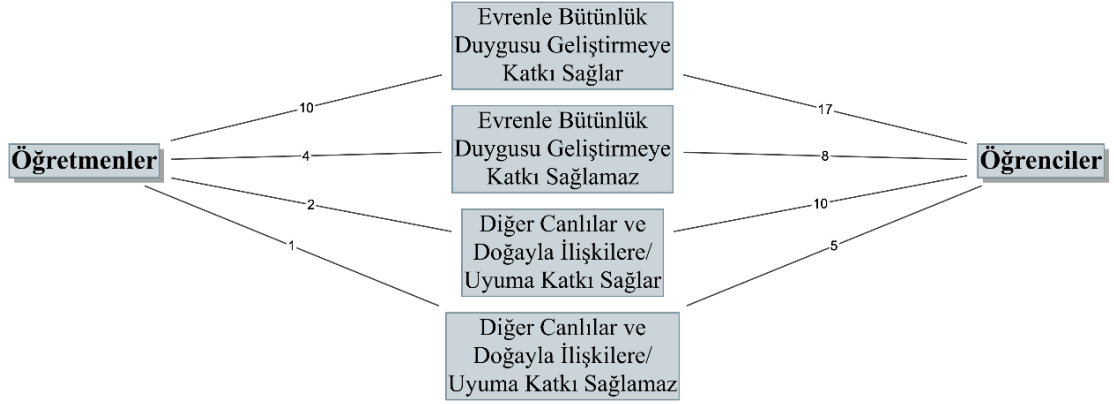 Evrenle Bütünlük
Duygusu Geliştirmeye
Katkı Sağlar
10
17
Evrenle Bütünlük
Duygusu Geliştirmeye
Katkı Sağlamaz
Öğretmenler
4
8
Öğrenciler
2
10
Diğer Canlılar ve
Doğayla İlişkilere/
Uyuma Katkı Sağlar
1
5
Diğer Canlılar ve
Doğayla İlişkilere/
Uyuma Katkı Sağlamaz